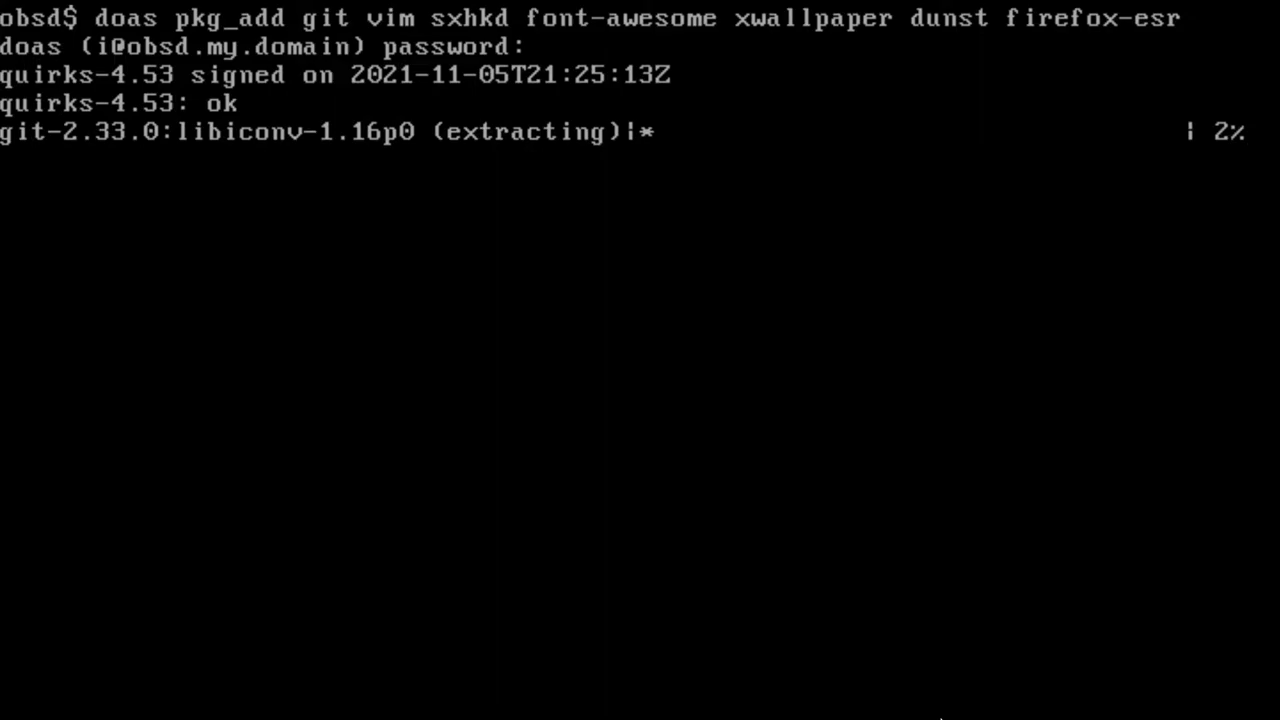 obsd$ doas pkg_add git vim sxhkd font-awesome xwallpaper dunst firefox-esr
doas (i@obsd.my.domain) password:
quirks-4.53 signed on 2021-11-05T21:25:13Z
quirks-4.53: ok
git-2.33.0:libiconv-1.16p0 (extracting)|* | 2%